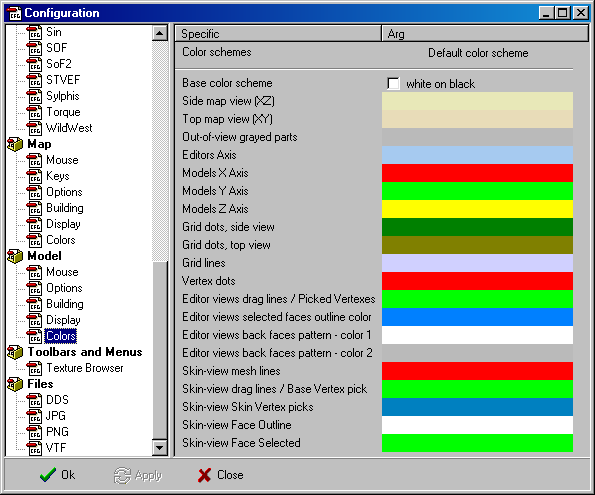 Configuration
Sin
SOF
SoF2
STVEF
Sylphis
Torque
WildWest
Map
Mouse
Keys
Options
Building
Display
Colors
Model
Mouse
Options
Building
Display
Colors
Toolbars and Menus
Texture Browser
Files
DDS
JPG
PNG
VTF
Specific Arg
Color schemes Default color scheme
Base color scheme white on black
Side map view (XZ)
Top map view (XY)
Out-of-view grayed parts
Editors Axis
Models X Axis
Models Y Axis
Models Z Axis
Grid dots, side view
Grid dots, top view
Grid lines
Vertex dots
Editor views drag lines / Picked Vertexes
Editor views selected faces outline color
Editor views back faces pattern - color 1
Editor views back faces pattern - color 2
Skin-view mesh lines
Skin-view drag lines / Base Vertex pick
Skin-view Skin Vertex picks
Skin-view Face Outline
Skin-view Face Selected
Ok Apply Close